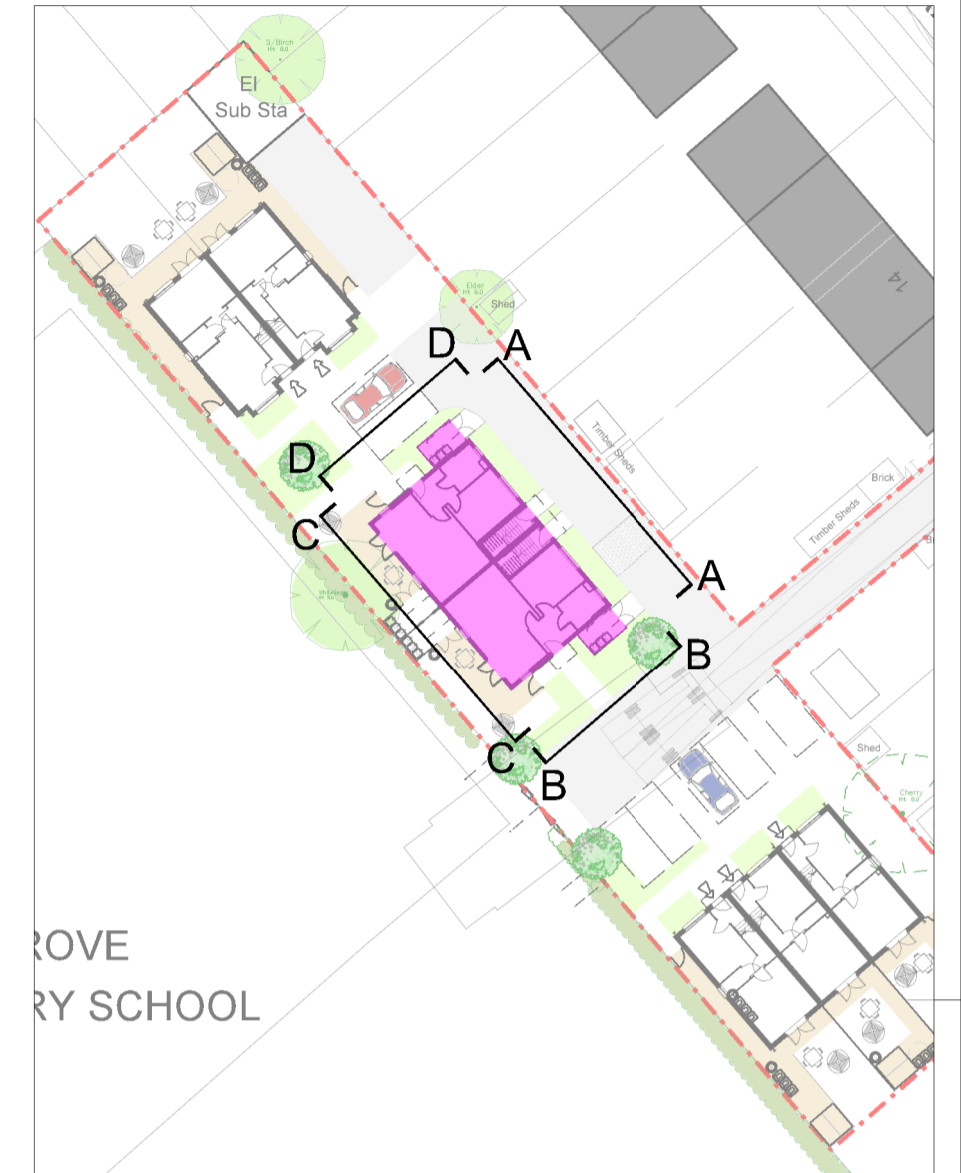 S/Birch
Ht 8.0
El
Sub Sta
14
Elder
Ht 4.0
Shed
D
A
Timber Sheds
D
Brick
C
Timber Sheds
A
B
C
B
Shed
Cherry
Ht 8.0
ROVE
RY SCHOOL